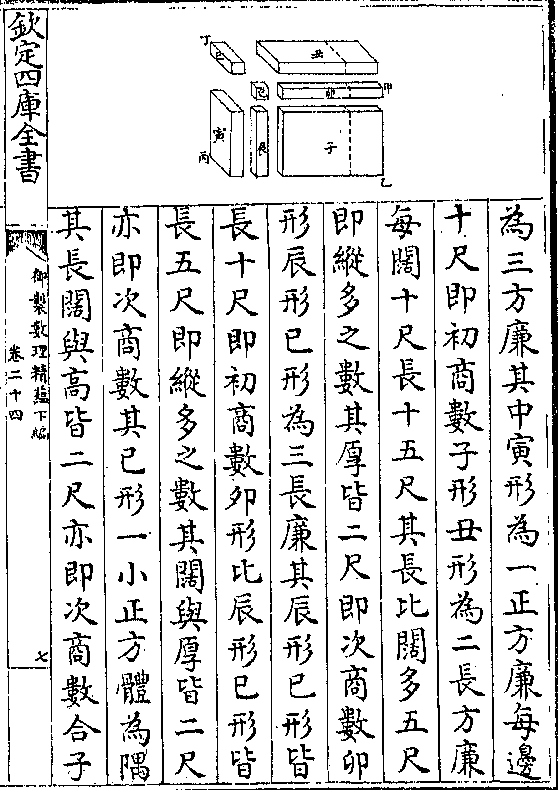 為三方廉其中寅形為一正方廉每邊
十尺即初商數子形丑形為二長方廉
每闊十尺長十五尺其長比闊多五尺
即縱多之數其厚皆二尺即次商數卯
形辰形巳形為三長廉其辰形巳形皆
長十尺即初商數卯形比辰形巳形皆
長五尺即縱多之數其闊與厚皆二尺
亦即次商數其己形一小正方體為隅
其長闊與高皆二尺亦即次商數合子
甲
乙
丙
丁
子
丑
寅
卯
辰
巳
己
欽定四庫全書
御製數理精蘊下編
卷二十四
七